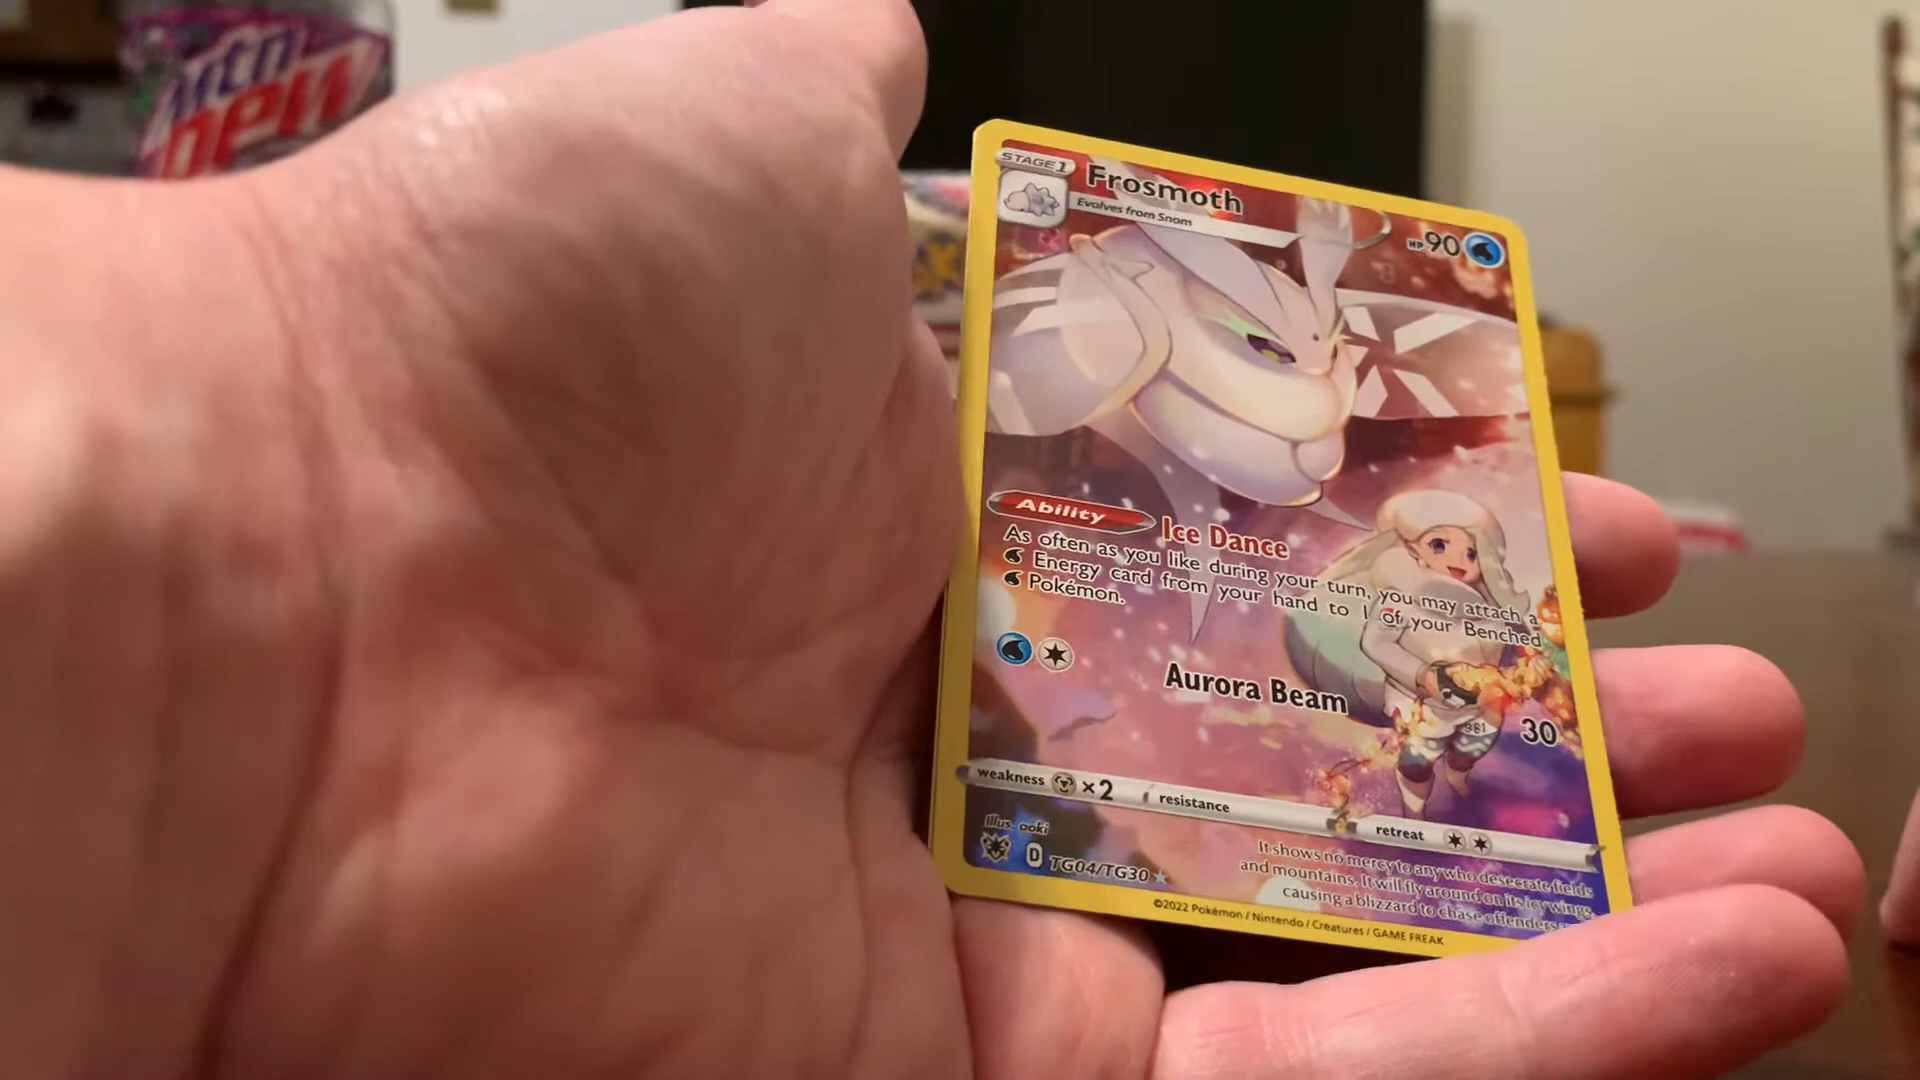 mtn
DEW
STAGE 1
Frosmoth
Evolves from Snom
HP 90
Ability
Ice Dance
As often as you like during your turn, you may attach a
Energy card from your hand to 1 of your Benched
Pokémon.
Aurora Beam
30
961
weakness ×2
resistance
retreat
Illus. aoki
D TG04/TG30
It shows no mercy to any who desecrate fields
and mountains. It will fly around on its icy wings,
causing a blizzard to chase offenders
©2022 Pokémon / Nintendo / Creatures / GAME FREAK